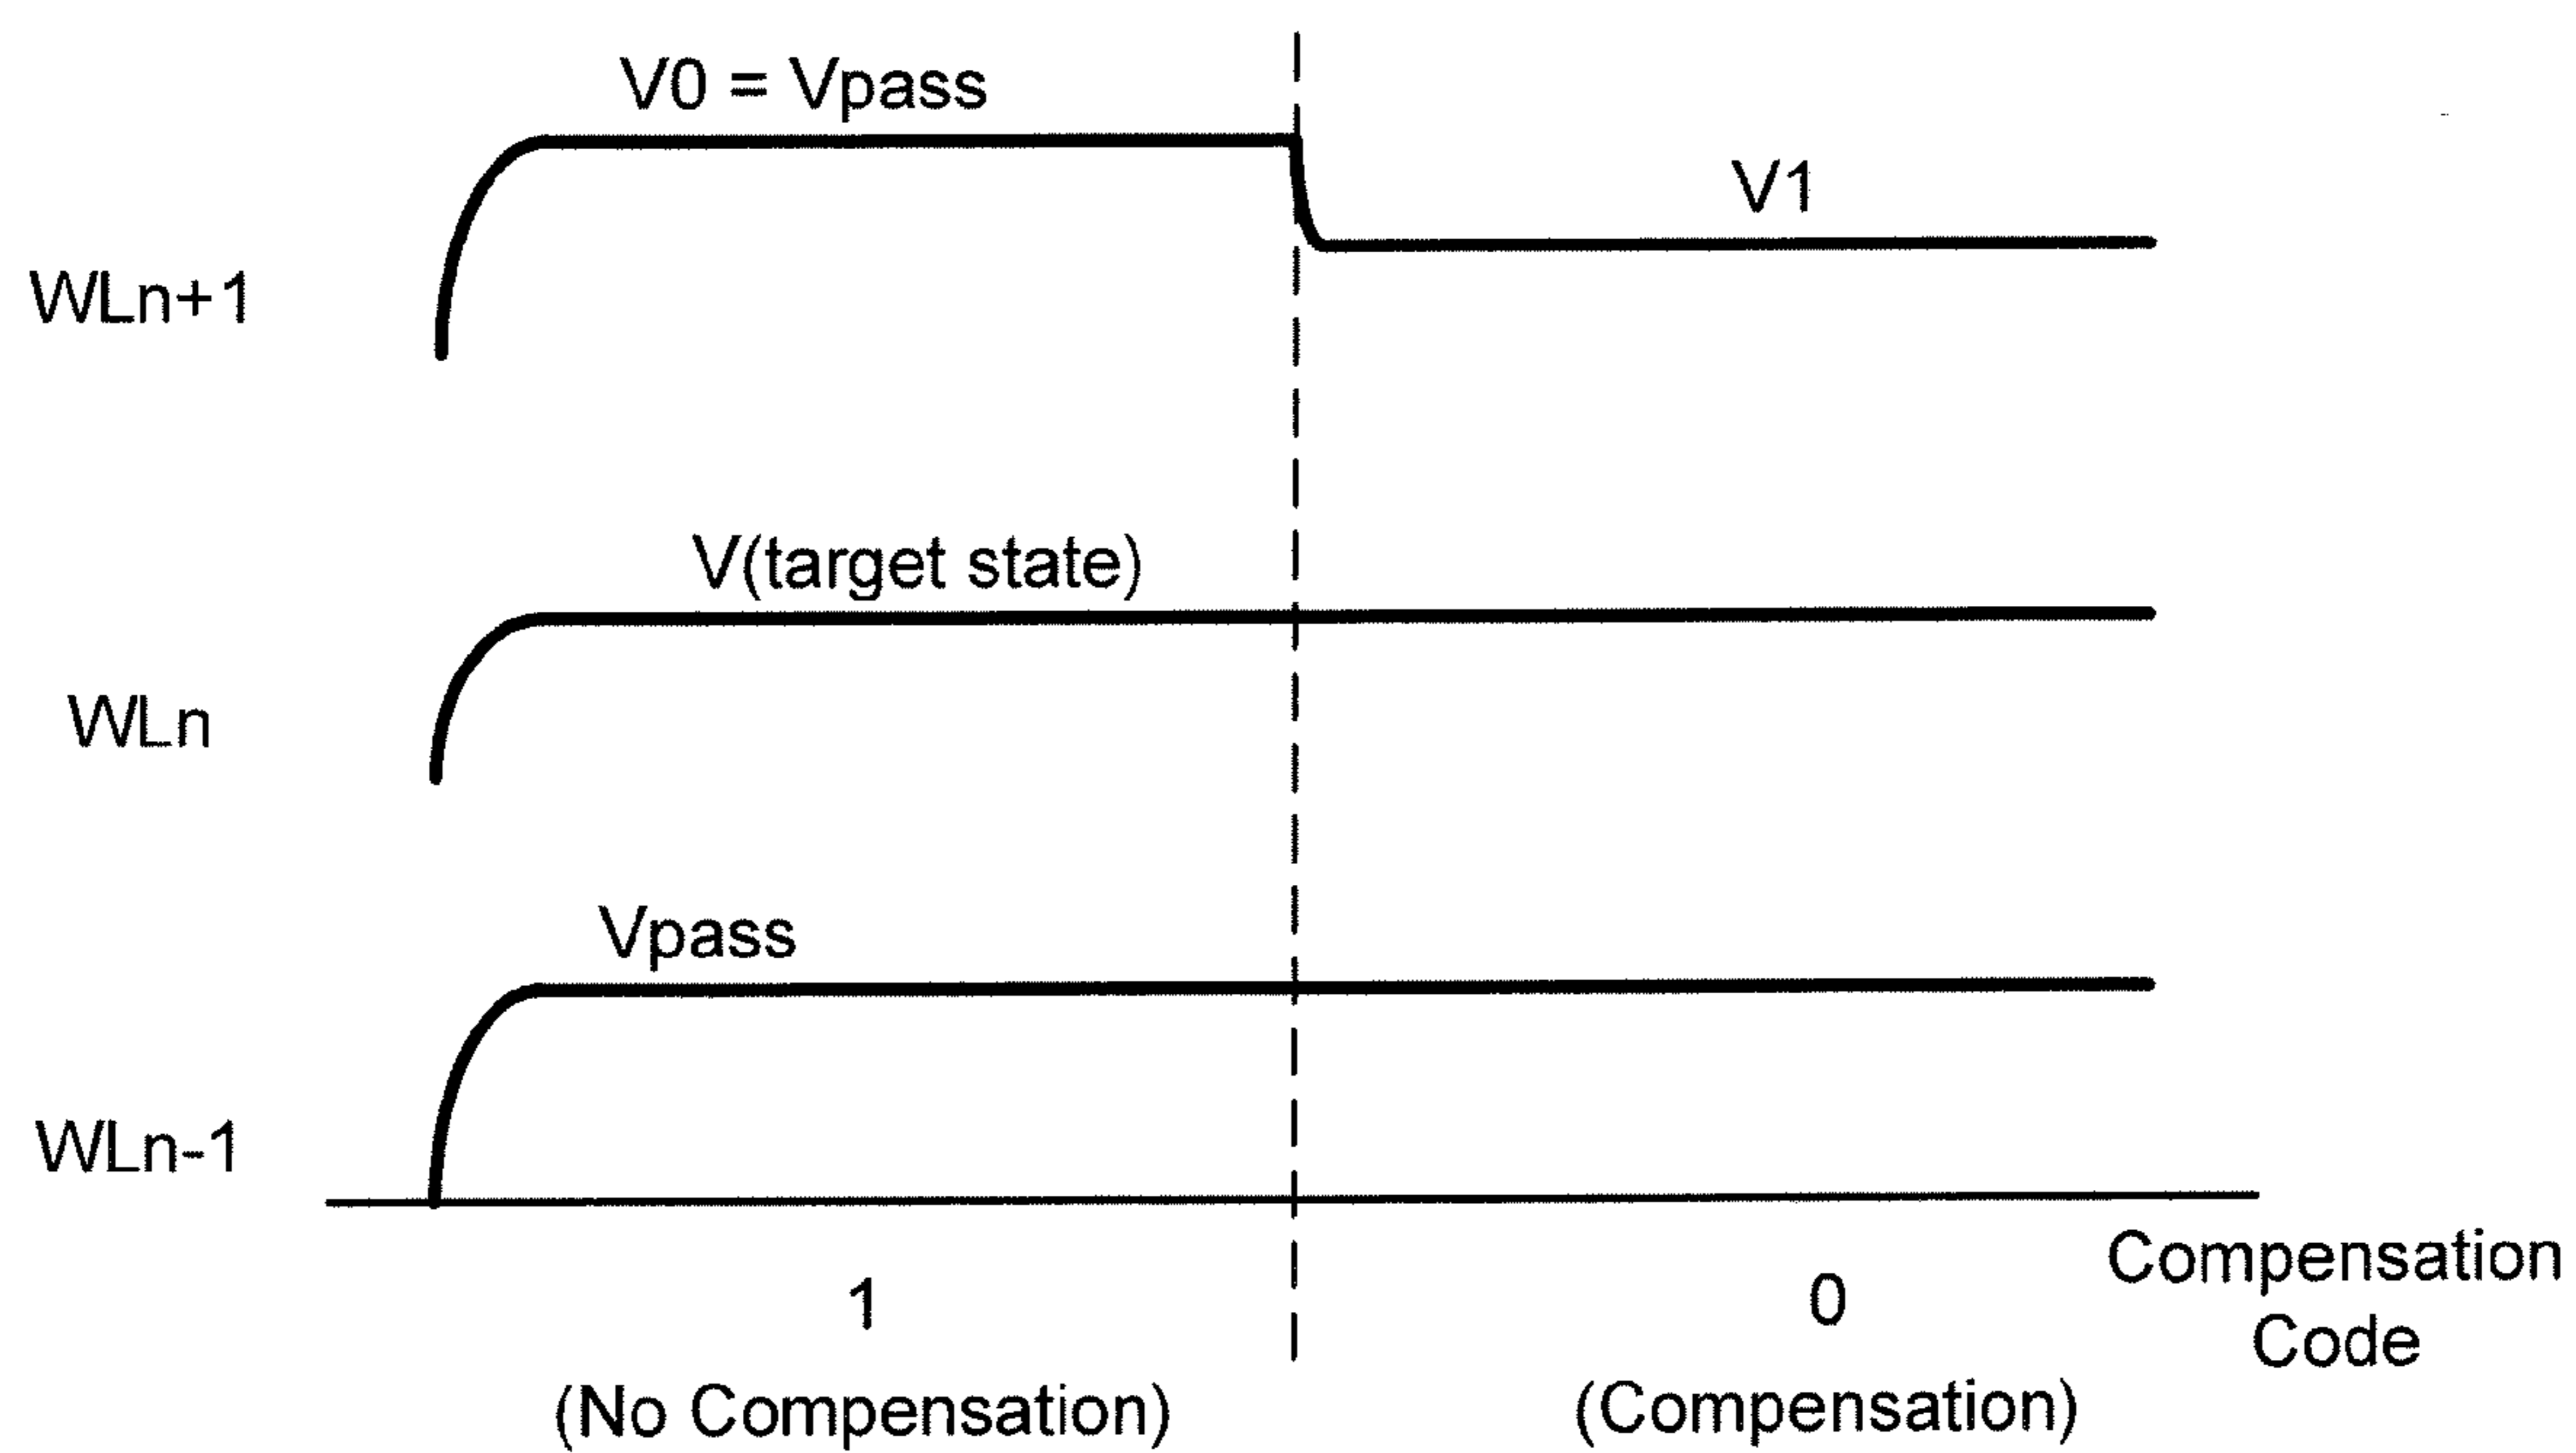 V0 = Vpass
V1
WLn+1
V(target state)
WLn
Vpass
WLn-1
1
0
Compensation
Code
(No Compensation)
(Compensation)